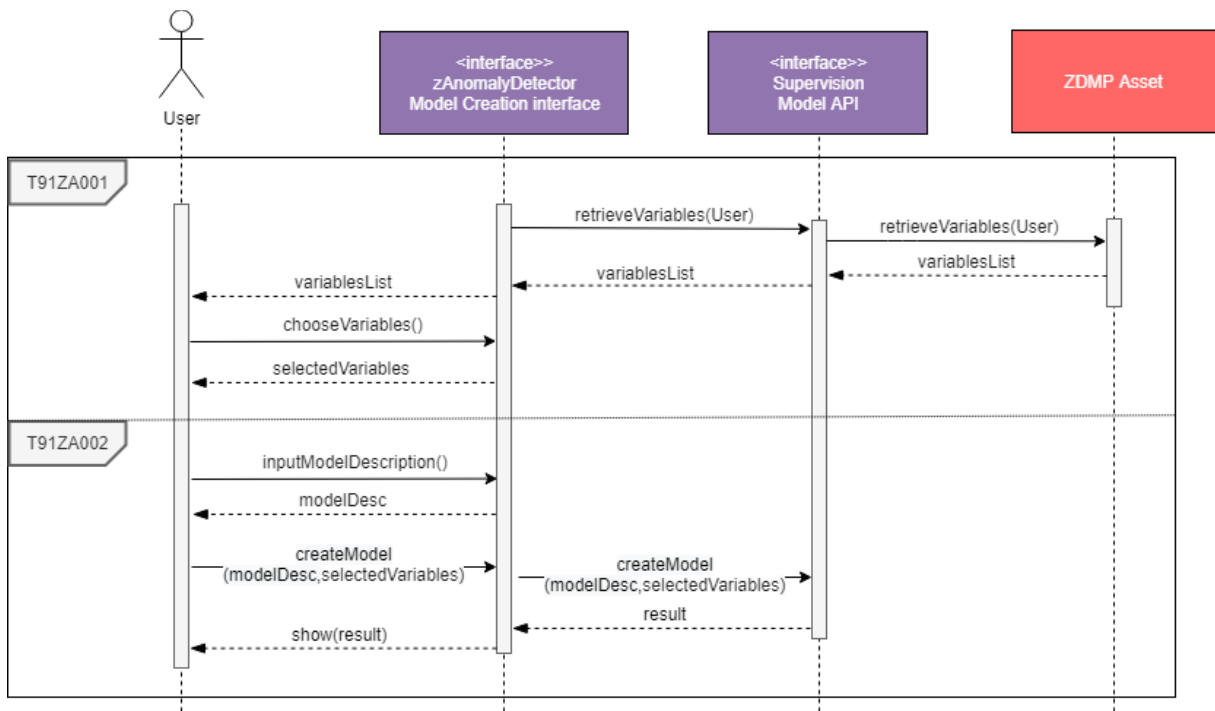 <interface>>
zAnomalyDetector
Model Creation interface
<interface>>
Supervision
Model API
ZDMP Asset
User
T91ZA001
retrieveVariables(User)
retrieveVariables(User)
variablesList
variablesList
variablesList
chooseVariables()
selectedVariables
T91ZA002
inputModelDescription()
modelDesc
createModel
(modelDesc,selectedVariables)
createModel
(modelDesc,selectedVariables)
result
show(result)